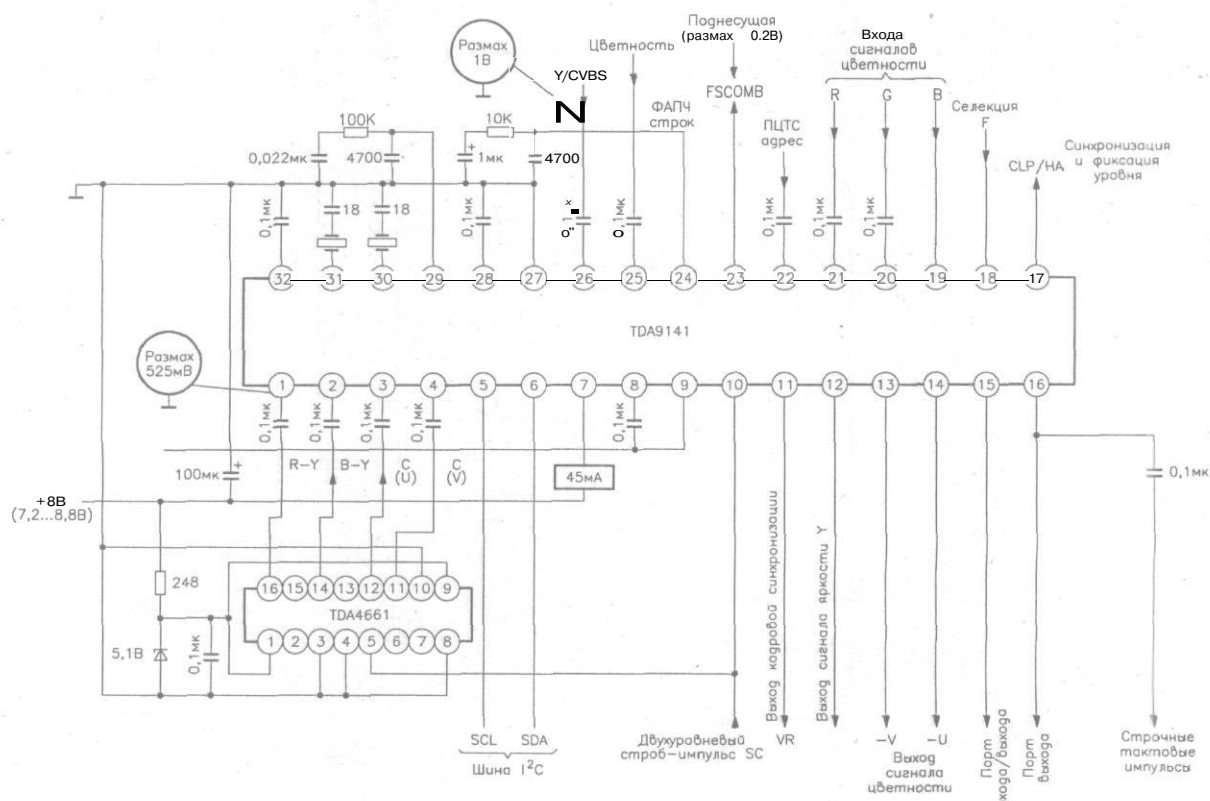 Размах
1В
Y/CVBS
N
Цветность
Поднесущая
(размах 0.2В)
FSCOMB
ФАПЧ
строк
ПЦТС
адрес
Входа
сигналов
цветности
R
G
B
Селекция
F
CLP/HA
Синхронизация
и фиксация
уровня
100К
0,022мк
4700
10К
+
1мк
4700
0,1мк
18
18
0,1мк
0,1мк
0,1мк
0,1мк
0,1мк
32
31
30
29
28
27
26
25
24
23
22
21
20
19
18
17
TDA9141
Размах
525мВ
1
2
3
4
5
6
7
8
9
10
11
12
13
14
15
16
0,1мк
0,1мк
0,1мк
0,1мк
0,1мк
R-Y
B-Y
C
(U)
C
(V)
100мк
+
45мА
0,1мк
+8В
(7,2...8,8В)
248
5,1В
0,1мк
16
15
14
13
12
11
10
9
TDA4661
1
2
3
4
5
6
7
8
SCL
SDA
Шина I²C
Двухуровневый
строб-импульс SC
Выход кадровой синхронизации
VR
Выход сигнала яркости Y
-V
-U
Выход
сигнала
цветности
Порт
хода/выхода
Порт
выхода
Строчные
тактовые
импульсы